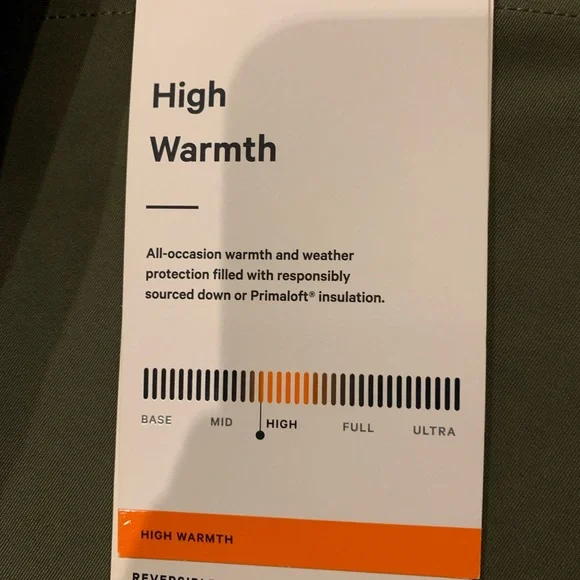 High
Warmth
All-occasion warmth and weather
protection filled with responsibly
sourced down or Primaloft® insulation.
BASE MID HIGH FULL ULTRA
HIGH WARMTH